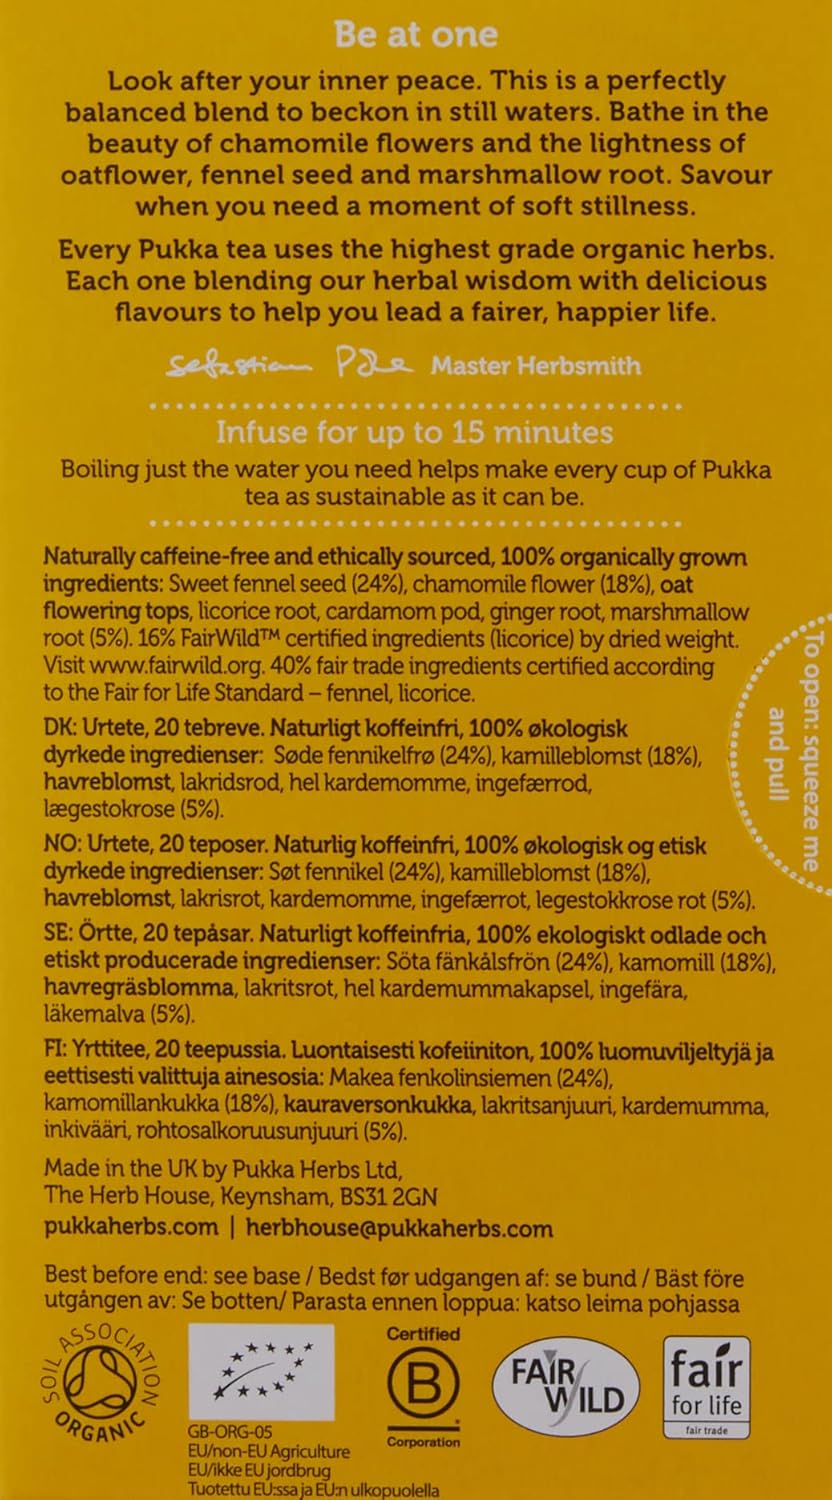 Be at one
Look after your inner peace. This is a perfectly
balanced blend to beckon in still waters. Bathe in the
beauty of chamomile flowers and the lightness of
oatflower, fennel seed and marshmallow root. Savour
when you need a moment of soft stillness.
Every Pukka tea uses the highest grade organic herbs.
Each one blending our herbal wisdom with delicious
flavours to help you lead a fairer, happier life.
Sebastian Pole Master Herbsmith
Infuse for up to 15 minutes
Boiling just the water you need helps make every cup of Pukka
tea as sustainable as it can be.
Naturally caffeine-free and ethically sourced, 100% organically grown
ingredients: Sweet fennel seed (24%), chamomile flower (18%), oat
flowering tops, licorice root, cardamom pod, ginger root, marshmallow
root (5%). 16% FairWild™ certified ingredients (licorice) by dried weight.
Visit www.fairwild.org. 40% fair trade ingredients certified according
to the Fair for Life Standard – fennel, licorice.
To open: squeeze me
and pull
DK: Urtete, 20 tebreve. Naturligt koffeinfri, 100% økologisk
dyrkede ingredienser: Søde fennikelfrø (24%), kamilleblomst (18%),
havreblomst, lakridsrod, hel kardemomme, ingefærrod,
lægestokrose (5%).
NO: Urtete, 20 teposer. Naturlig koffeinfri, 100% økologisk og etisk
dyrkede ingredienser: Søt fennikel (24%), kamilleblomst (18%),
havreblomst, lakrisrot, kardemomme, ingefærrot, legestokkrose rot (5%).
SE: Örtte, 20 tepåsar. Naturligt koffeinfria, 100% ekologiskt odlade och
etiskt producerade ingredienser: Söta fänkålsfrön (24%), kamomill (18%),
havregräsblomma, lakritsrot, hel kardemummakapsel, ingefära,
läkemalva (5%).
FI: Yrttitee, 20 teepussia. Luontaisesti kofeiiniton, 100% luomuviljeltyjä ja
eettisesti valittuja ainesosia: Makea fenkolinsiemen (24%),
kamomillankukka (18%), kauraversonkukka, lakritsanjuuri, kardemumma,
inkivääri, rohtosalkoruusunjuuri (5%).
Made in the UK by Pukka Herbs Ltd,
The Herb House, Keynsham, BS31 2GN
pukkaherbs.com | herbhouse@pukkaherbs.com
Best before end: see base / Bedst før udgangen af: se bund / Bäst före
utgången av: Se botten/ Parasta ennen loppua: katso leima pohjassa
SOIL ASSOCIATION
ORGANIC
GB-ORG-05
EU/non-EU Agriculture
EU/ikke EU jordbrug
Tuotettu EU:ssa ja EU:n ulkopuolella
Certified
B
Corporation
FAIR
WILD
fair
for life
fair trade